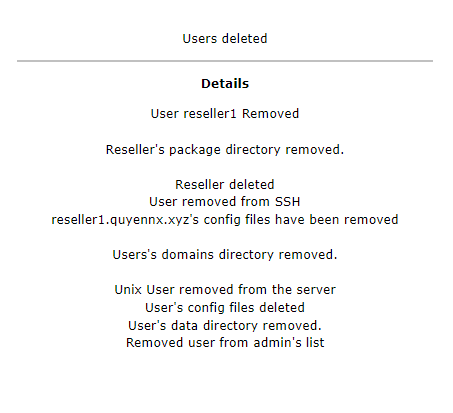 Users deleted
Details
User reseller1 Removed
Reseller's package directory removed.
Reseller deleted
User removed from SSH
reseller1.quyennx.xyz's config files have been removed
Users's domains directory removed.
Unix User removed from the server
User's config files deleted
User's data directory removed.
Removed user from admin's list